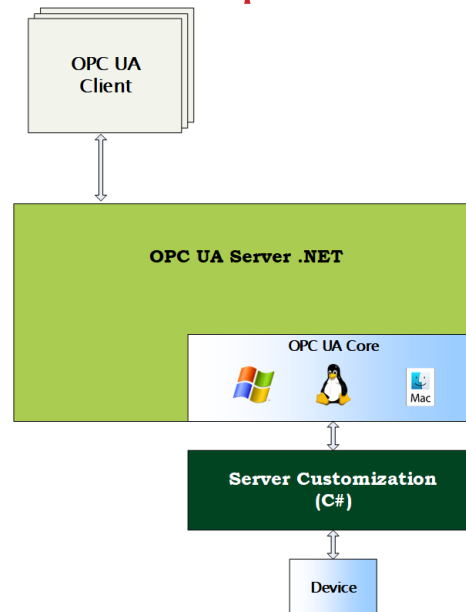 OPC UA
Client
OPC UA Server .NET
OPC UA Core
Mac
Server Customization
(C#)
Device